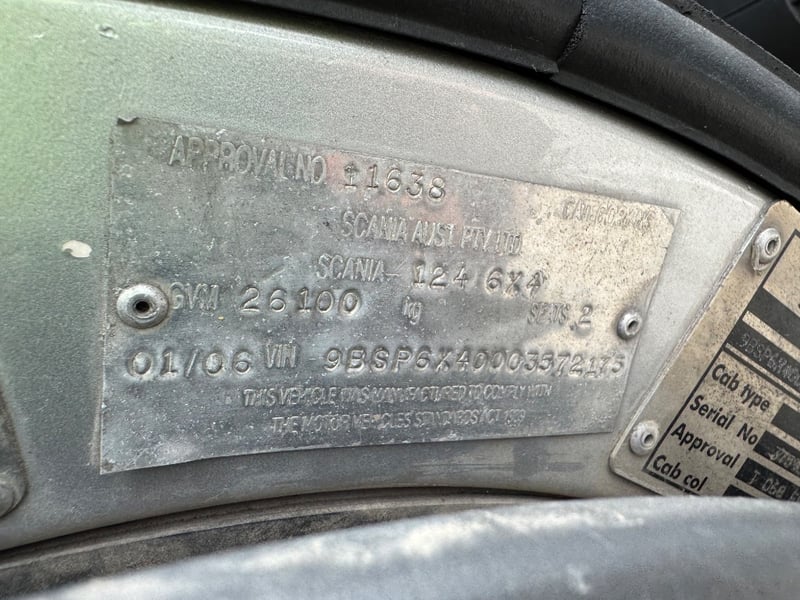 APPROVAL NO 11638
SCANIA AUST. PTY. LTD.
SCANIA 124 6X4
GVM 26100 kg SEATS 2
01/06 VIN 9BSP6X40003572175
THIS VEHICLE WAS MANUFACTURED TO COMPLY WITH
THE MOTOR VEHICLES STANDARDS ACT 1989
Cab type
Serial No
Approval
Cab col